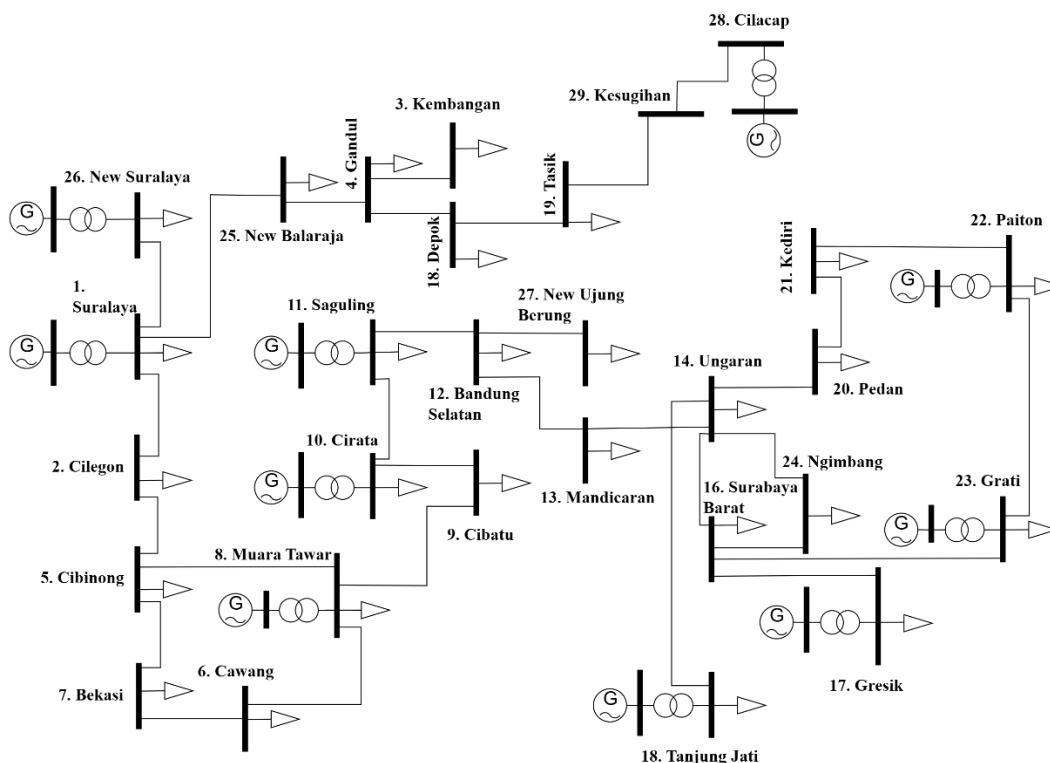 28. Cilacap
29. Kesugihan
G
3. Kembangan
4. Gandul
19. Tasik
26. New Suralaya
G
25. New Balaraja
18. Depok
22. Paiton
21. Kediri
G
1.
Suralaya
G
11. Saguling
G
27. New Ujung
Berung
12. Bandung
Selatan
14. Ungaran
20. Pedan
2. Cilegon
10. Cirata
G
9. Cibatu
13. Mandicaran
24. Ngimbang
16. Surabaya
Barat
23. Grati
G
5. Cibinong
8. Muara Tawar
G
G
17. Gresik
7. Bekasi
6. Cawang
G
18. Tanjung Jati